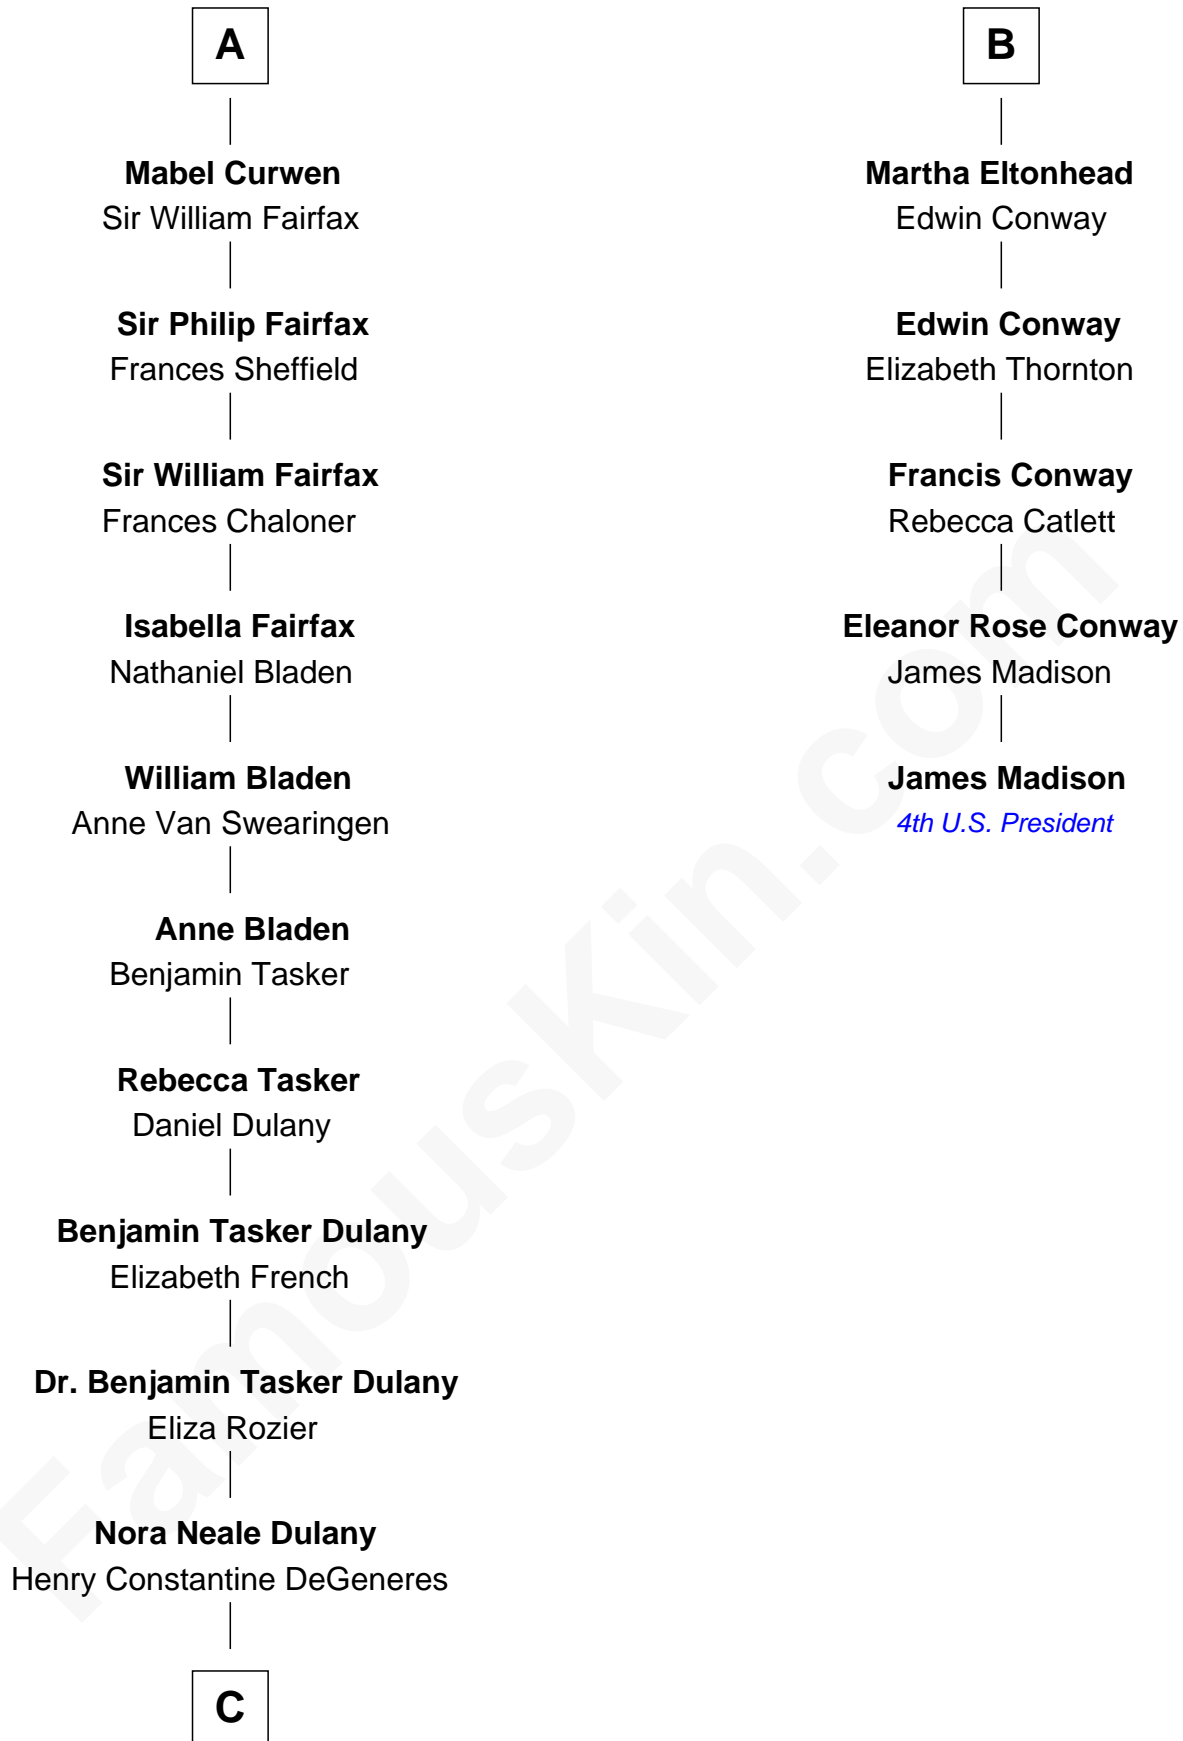 A
Mabel Curwen
Sir William Fairfax
Sir Philip Fairfax
Frances Sheffield
Sir William Fairfax
Frances Chaloner
Isabella Fairfax
Nathaniel Bladen
William Bladen
Anne Van Swearingen
Anne Bladen
Benjamin Tasker
Rebecca Tasker
Daniel Dulany
Benjamin Tasker Dulany
Elizabeth French
Dr. Benjamin Tasker Dulany
Eliza Rozier
Nora Neale Dulany
Henry Constantine DeGeneres
C
B
Martha Eltonhead
Edwin Conway
Edwin Conway
Elizabeth Thornton
Francis Conway
Rebecca Catlett
Eleanor Rose Conway
James Madison
James Madison
4th U.S. President
FamousKin.com